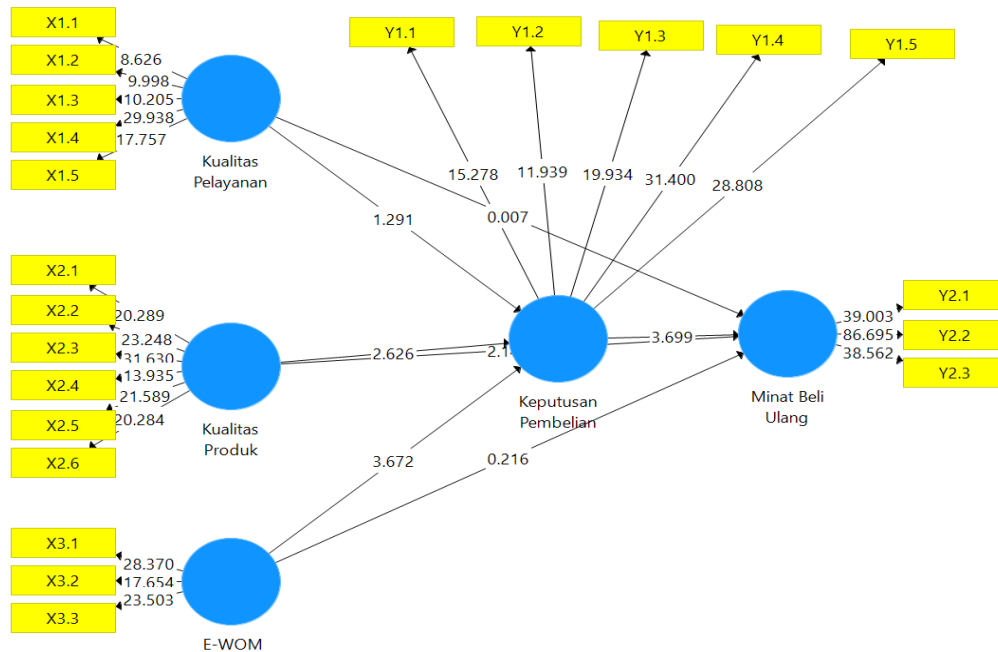 X1.1
X1.2
X1.3
X1.4
X1.5
8.626
9.998
10.205
29.938
17.757
Kualitas
Pelayanan
Y1.1
Y1.2
Y1.3
Y1.4
Y1.5
15.278
11.939
19.934
31.400
28.808
1.291
0.007
X2.1
X2.2
X2.3
X2.4
X2.5
X2.6
20.289
23.248
31.630
13.935
21.589
20.284
Kualitas
Produk
2.626
3.699
Keputusan
Pembelian
Minat Beli
Ulang
39.003
86.695
38.562
Y2.1
Y2.2
Y2.3
3.672
0.216
X3.1
X3.2
X3.3
28.370
17.654
23.503
E-WOM